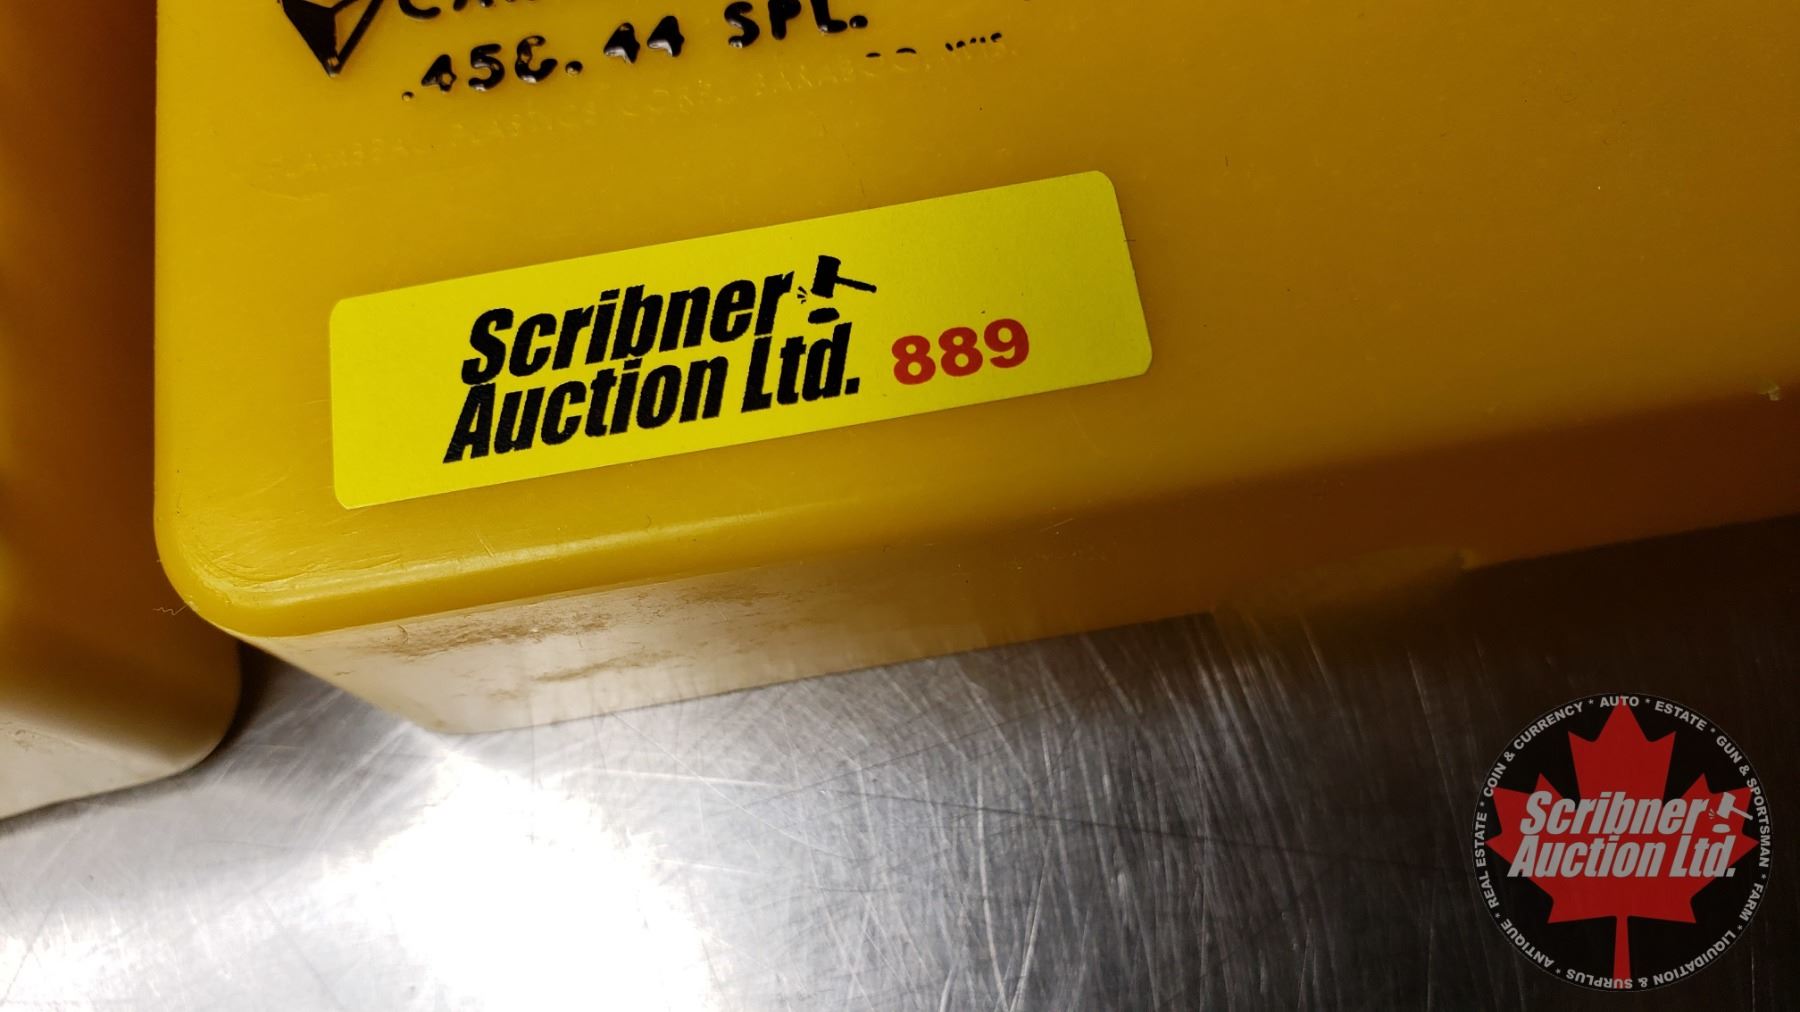 .45C. 44 SPL.
Scribner
Auction Ltd. 889
COIN & CURRENCY * AUTO * ESTATE * GUN & SPORTSMAN * FARM * LIQUIDATION & SURPLUS * ANTIQUE * REAL ESTATE *
Scribner
Auction Ltd.